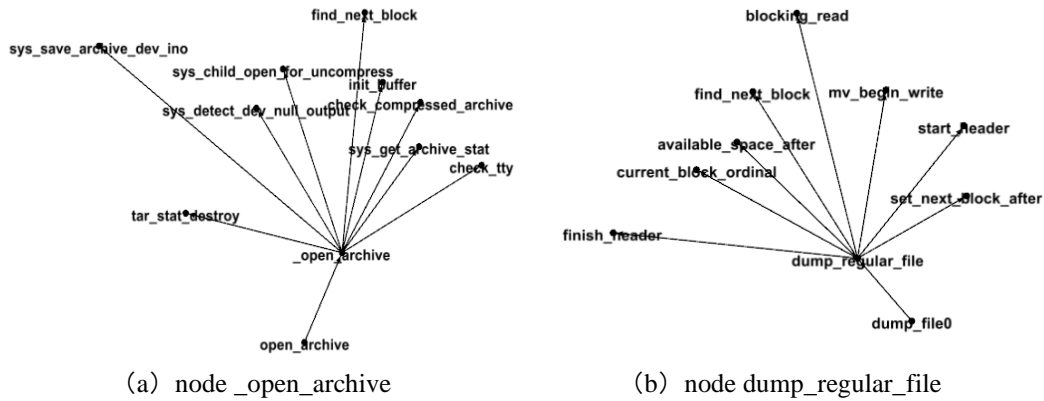 find_next_block
sys_save_archive_dev_ino
sys_child_open_for_uncompress
init_buffer
check_compressed_archive
sys_detect_dev_null_output
sys_get_archive_stat
check_tty
tar_stat_destroy
_open_archive
open_archive
（a）node _open_archive
blocking_read
find_next_block
mv_begin_write
start_header
available_space_after
current_block_ordinal
set_next_block_after
finish_header
dump_regular_file
dump_file0
（b）node dump_regular_file